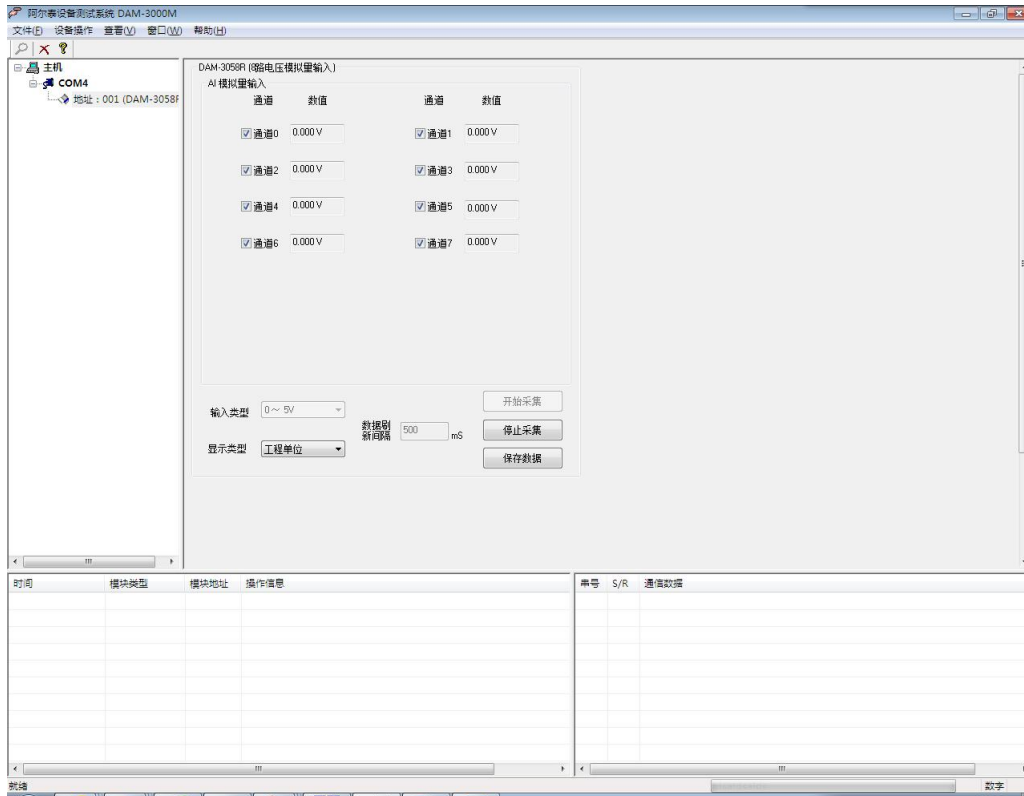 阿尔泰设备测试系统 DAM-3000M
文件(F) 设备操作 查看(V) 窗口(W) 帮助(H)
主机
COM4
地址：001 (DAM-3058R
DAM-3058R (8路电压模拟量输入)
AI 模拟量输入
通道 数值 通道 数值
通道0 0.000 V 通道1 0.000 V
通道2 0.000 V 通道3 0.000 V
通道4 0.000 V 通道5 0.000 V
通道6 0.000 V 通道7 0.000 V
输入类型 0～ 5V
数据刷新间隔 500 mS
显示类型 工程单位
开始采集
停止采集
保存数据
时间 模块类型 模块地址 操作信息
串号 S/R 通信数据
就绪 数字